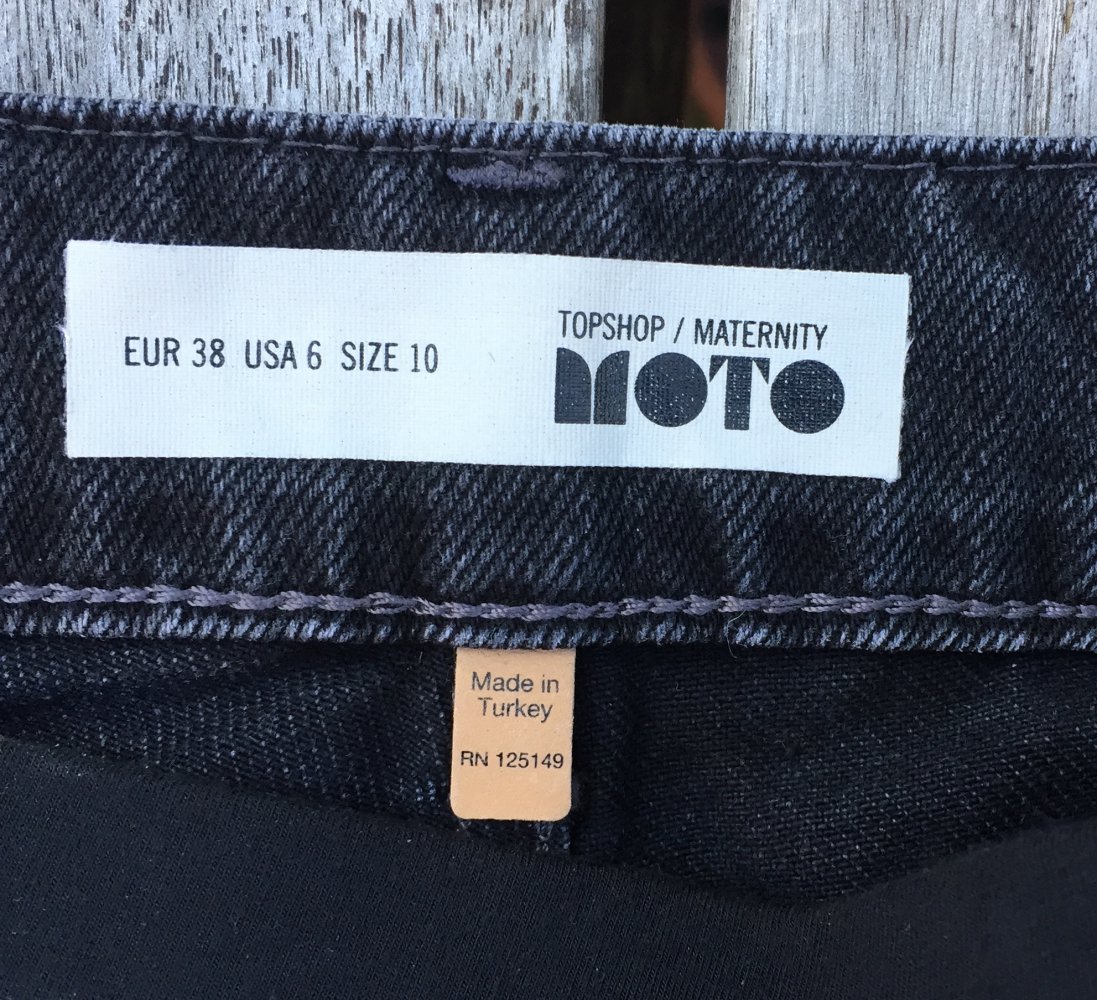 EUR 38 USA 6 SIZE 10
TOPSHOP / MATERNITY
MOTO
Made in
Turkey
RN 125149